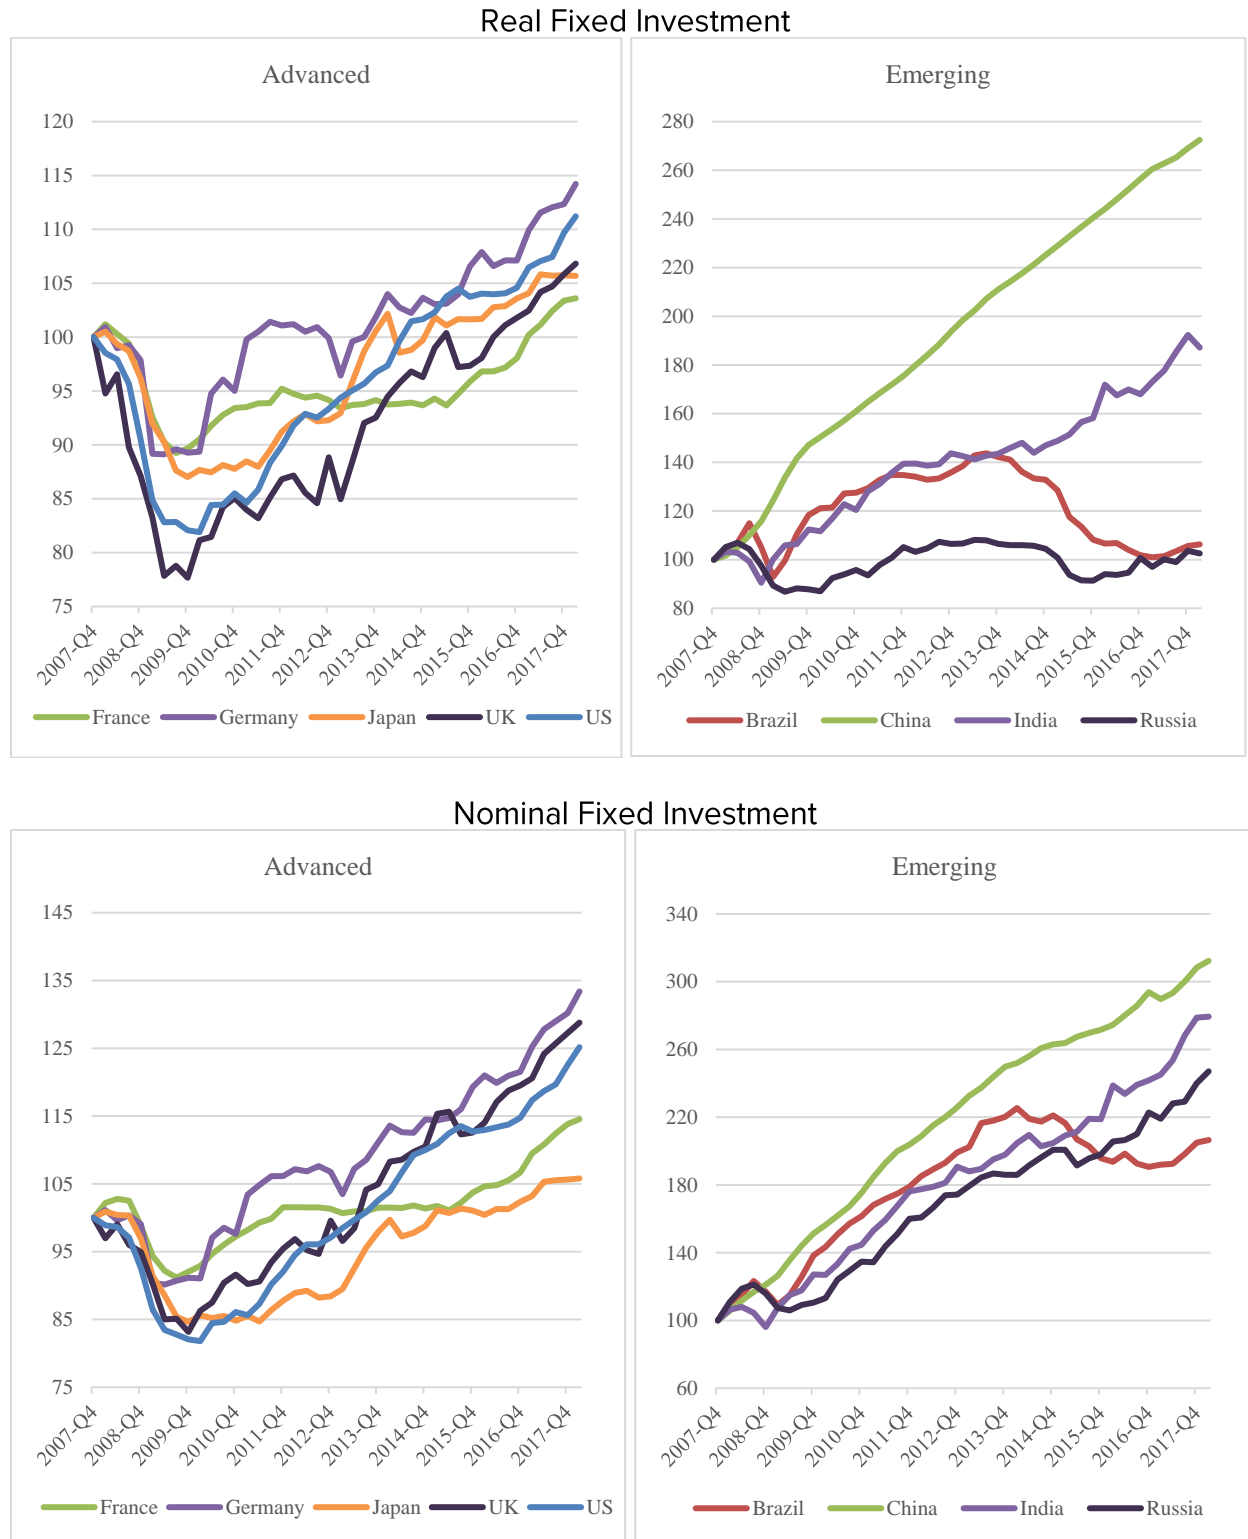 Real Fixed Investment
Advanced
120
115
110
105
100
95
90
85
80
75
2007-Q4
2008-Q4
2009-Q4
2010-Q4
2011-Q4
2012-Q4
2013-Q4
2014-Q4
2015-Q4
2016-Q4
2017-Q4
France Germany Japan UK US
Emerging
280
260
240
220
200
180
160
140
120
100
80
2007-Q4
2008-Q4
2009-Q4
2010-Q4
2011-Q4
2012-Q4
2013-Q4
2014-Q4
2015-Q4
2016-Q4
2017-Q4
Brazil China India Russia
Nominal Fixed Investment
Advanced
145
135
125
115
105
95
85
75
2007-Q4
2008-Q4
2009-Q4
2010-Q4
2011-Q4
2012-Q4
2013-Q4
2014-Q4
2015-Q4
2016-Q4
2017-Q4
France Germany Japan UK US
Emerging
340
300
260
220
180
140
100
60
2007-Q4
2008-Q4
2009-Q4
2010-Q4
2011-Q4
2012-Q4
2013-Q4
2014-Q4
2015-Q4
2016-Q4
2017-Q4
Brazil China India Russia